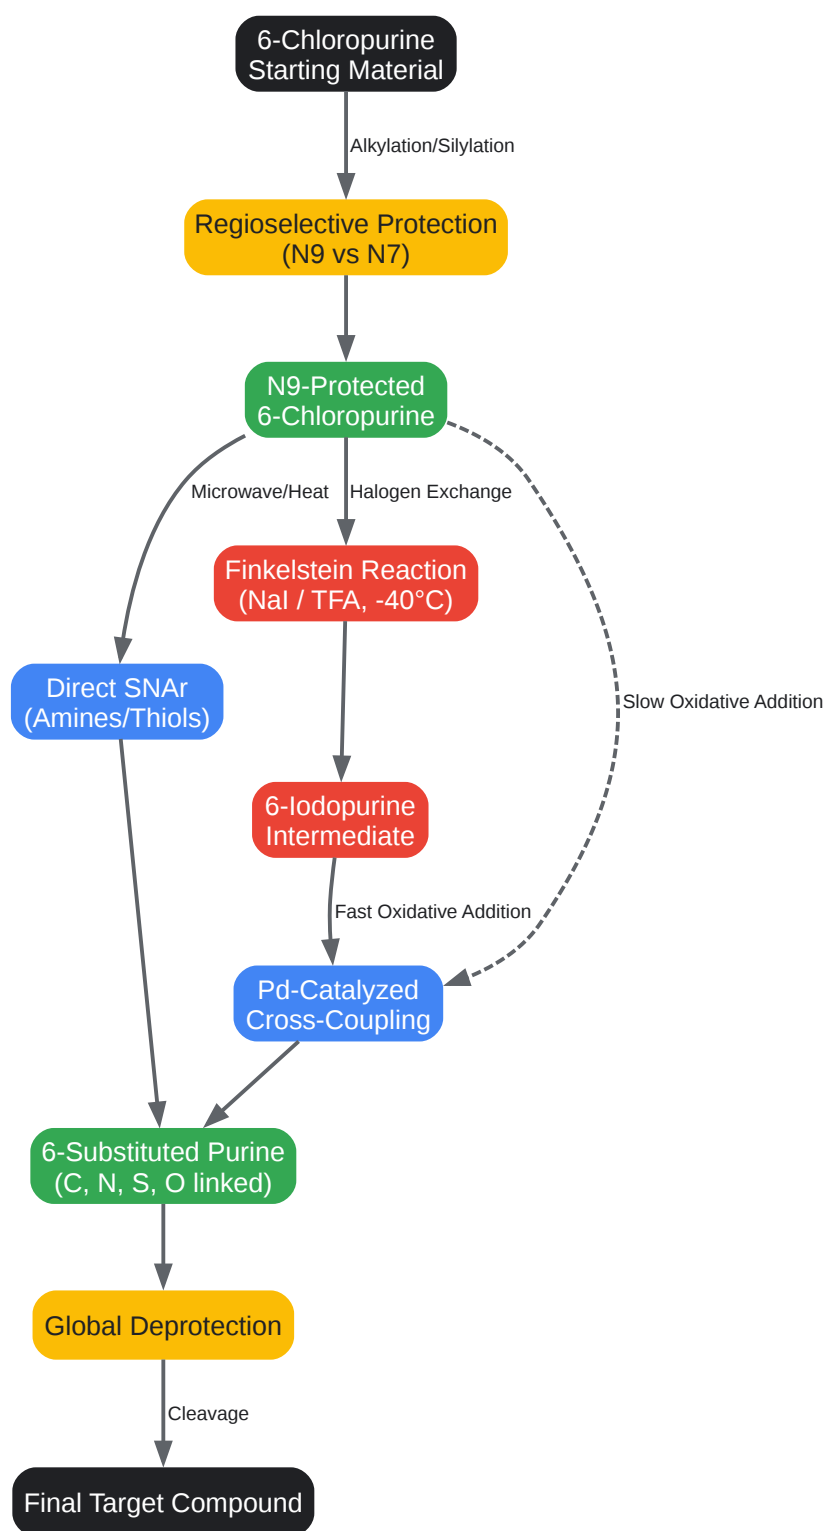 6-Chloropurine
Starting Material
Alkylation/Silylation
Regioselective Protection
(N9 vs N7)
N9-Protected
6-Chloropurine
Microwave/Heat
Halogen Exchange
Finkelstein Reaction
(NaI / TFA, -40°C)
Direct SNAr
(Amines/Thiols)
Slow Oxidative Addition
6-Iodopurine
Intermediate
Fast Oxidative Addition
Pd-Catalyzed
Cross-Coupling
6-Substituted Purine
(C, N, S, O linked)
Global Deprotection
Cleavage
Final Target Compound